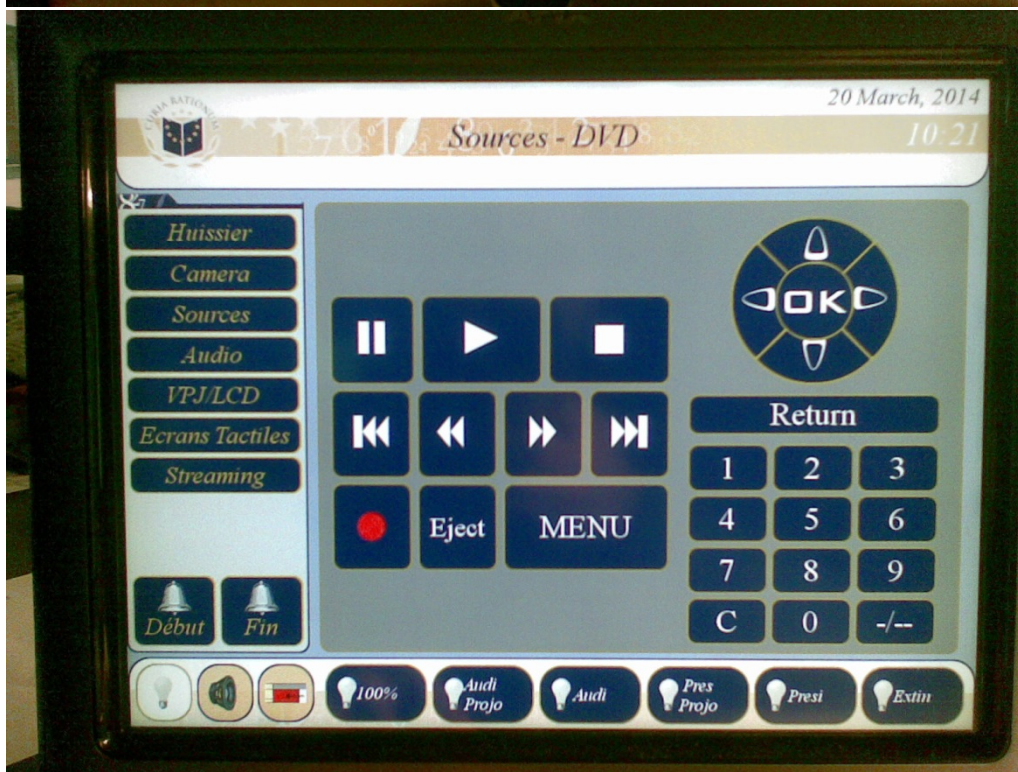 CURIA RATIONUM
20 March, 2014
Sources - DVD
10:21
Huissier
Camera
Sources
Audio
VPJ/LCD
Ecrans Tactiles
Streaming
Début
Fin
OK
Return
1 2 3
4 5 6
7 8 9
C 0 -/--
Eject
MENU
100%
Audi
Projo
Audi
Pres
Projo
Presi
Extin